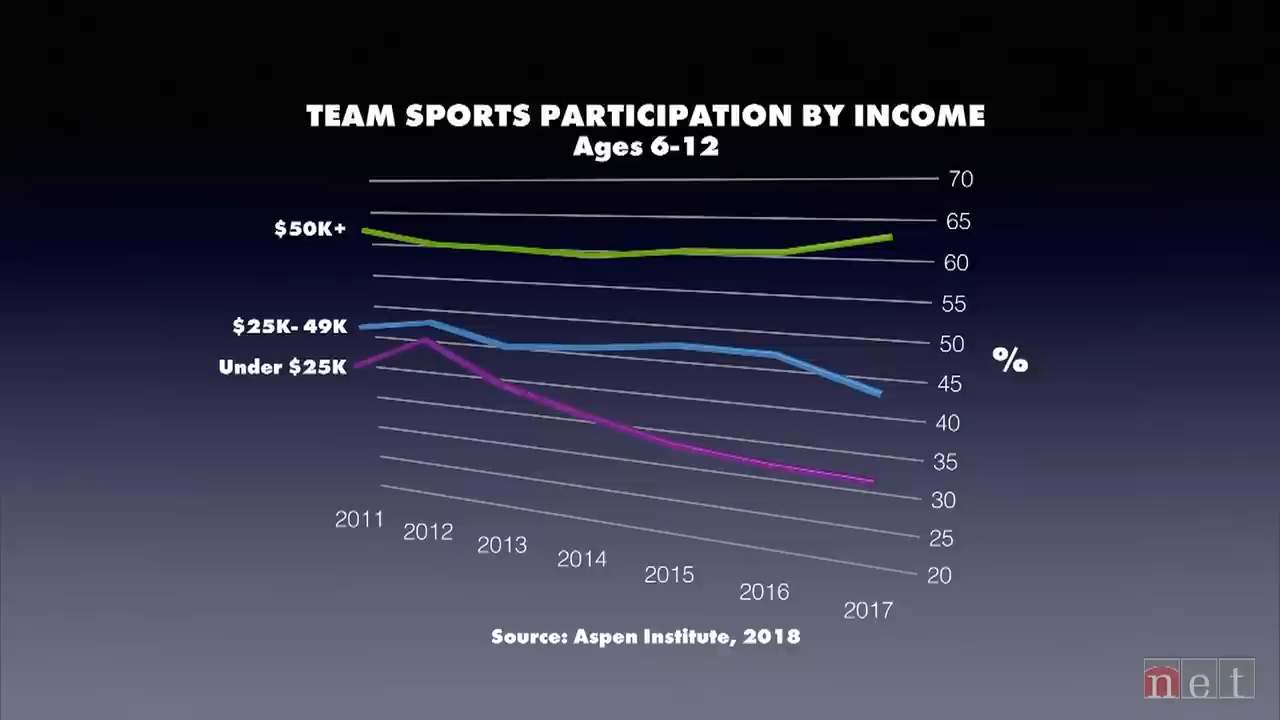 TEAM SPORTS PARTICIPATION BY INCOME
Ages 6-12
70
65
$50K+
60
55
$25K- 49K
50
%
Under $25K
45
40
35
30
25
20
2011
2012
2013
2014
2015
2016
2017
Source: Aspen Institute, 2018
net